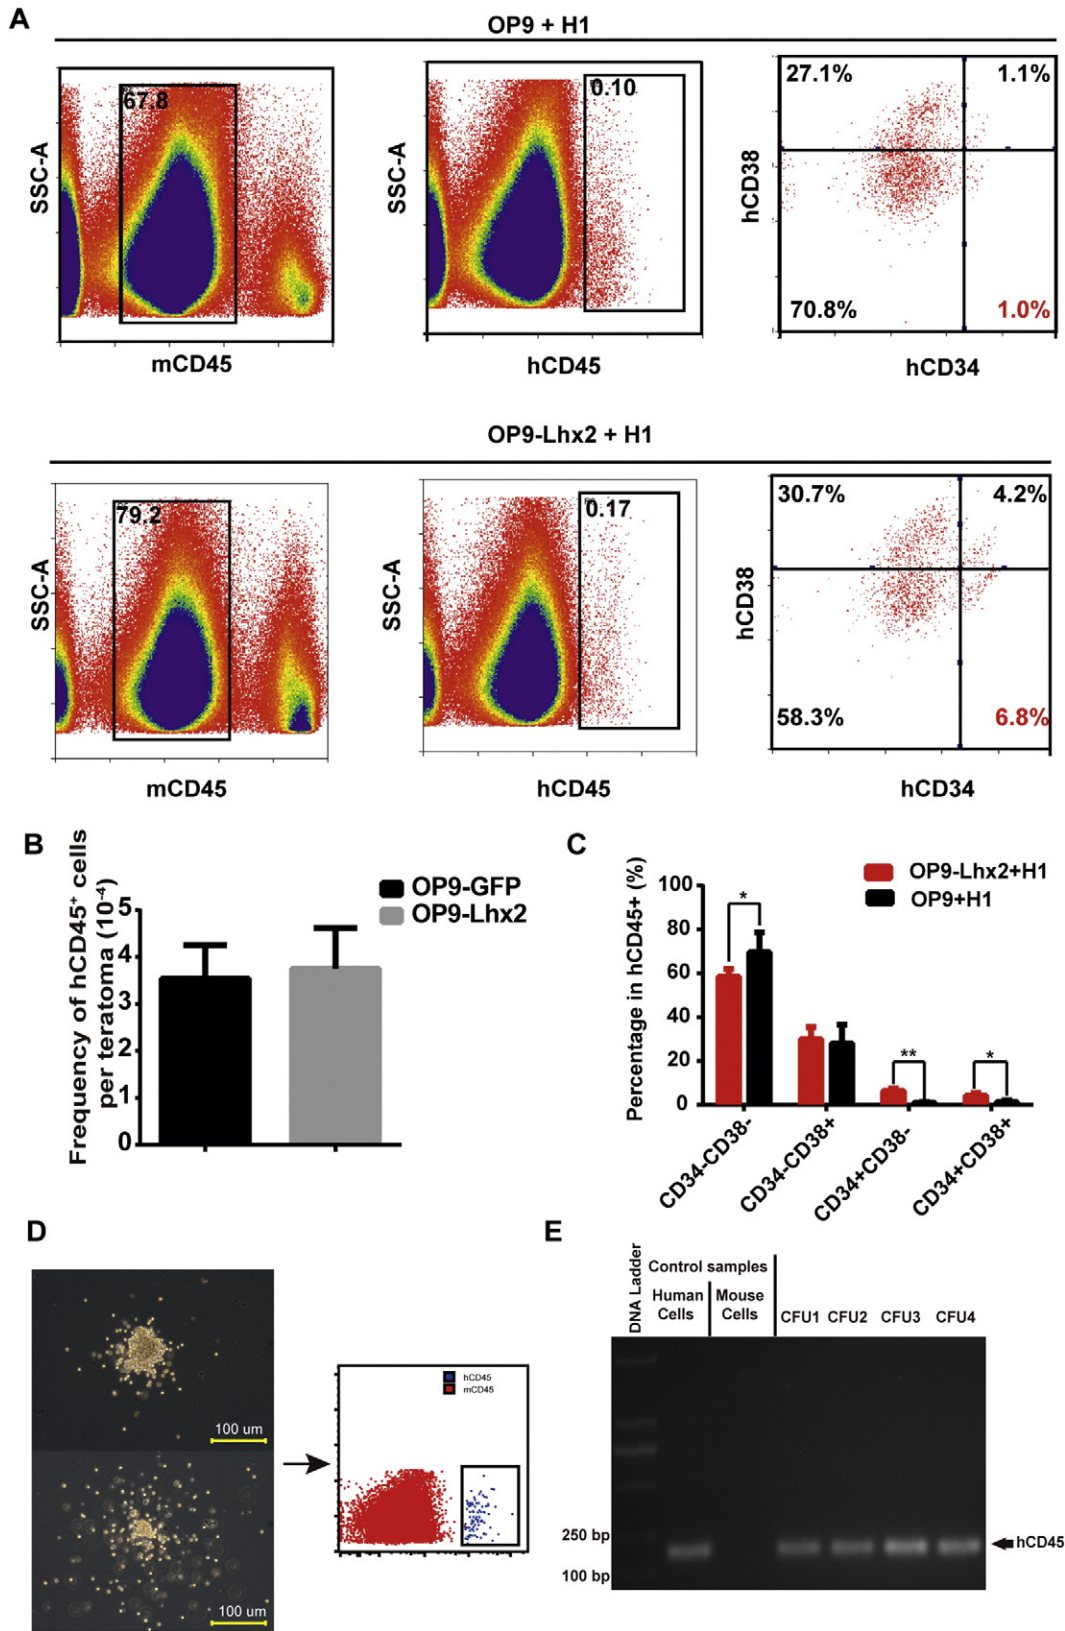 A
OP9 + H1
67.8
SSC-A
mCD45
0.10
SSC-A
hCD45
27.1%
1.1%
hCD38
70.8%
1.0%
hCD34
OP9-Lhx2 + H1
79.2
SSC-A
mCD45
0.17
SSC-A
hCD45
30.7%
4.2%
hCD38
58.3%
6.8%
hCD34
B
Frequency of hCD45⁺ cells
per teratoma (10⁻⁴)
5
4
3
2
1
0
OP9-GFP
OP9-Lhx2
C
Percentage in hCD45+ (%)
100
80
60
40
20
0
OP9-Lhx2+H1
OP9+H1
*
**
*
CD34-CD38-
CD34-CD38+
CD34+CD38-
CD34+CD38+
D
100 um
100 um
hCD45
mCD45
E
DNA Ladder
Control samples
Human Cells
Mouse Cells
CFU1 CFU2 CFU3 CFU4
250 bp
100 bp
hCD45